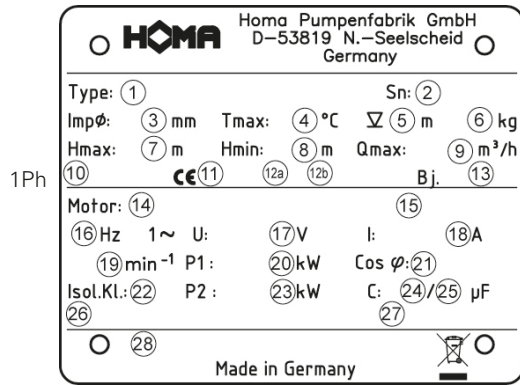 HOMA
Homa Pumpenfabrik GmbH
D-53819 N.-Seelscheid
Germany
Type: 1 Sn: 2
Impø: 3 mm Tmax: 4 °C ∇ 5 m 6 kg
Hmax: 7 m Hmin: 8 m Qmax: 9 m³/h
1Ph
10 CE 11 12a 12b Bj. 13
Motor: 14 15
16 Hz 1~ U: 17 V I: 18 A
19 min⁻¹ P1: 20 kW Cos φ: 21
Isol.Kl.: 22 P2 : 23 kW C: 24/25 µF
26 27
28
Made in Germany